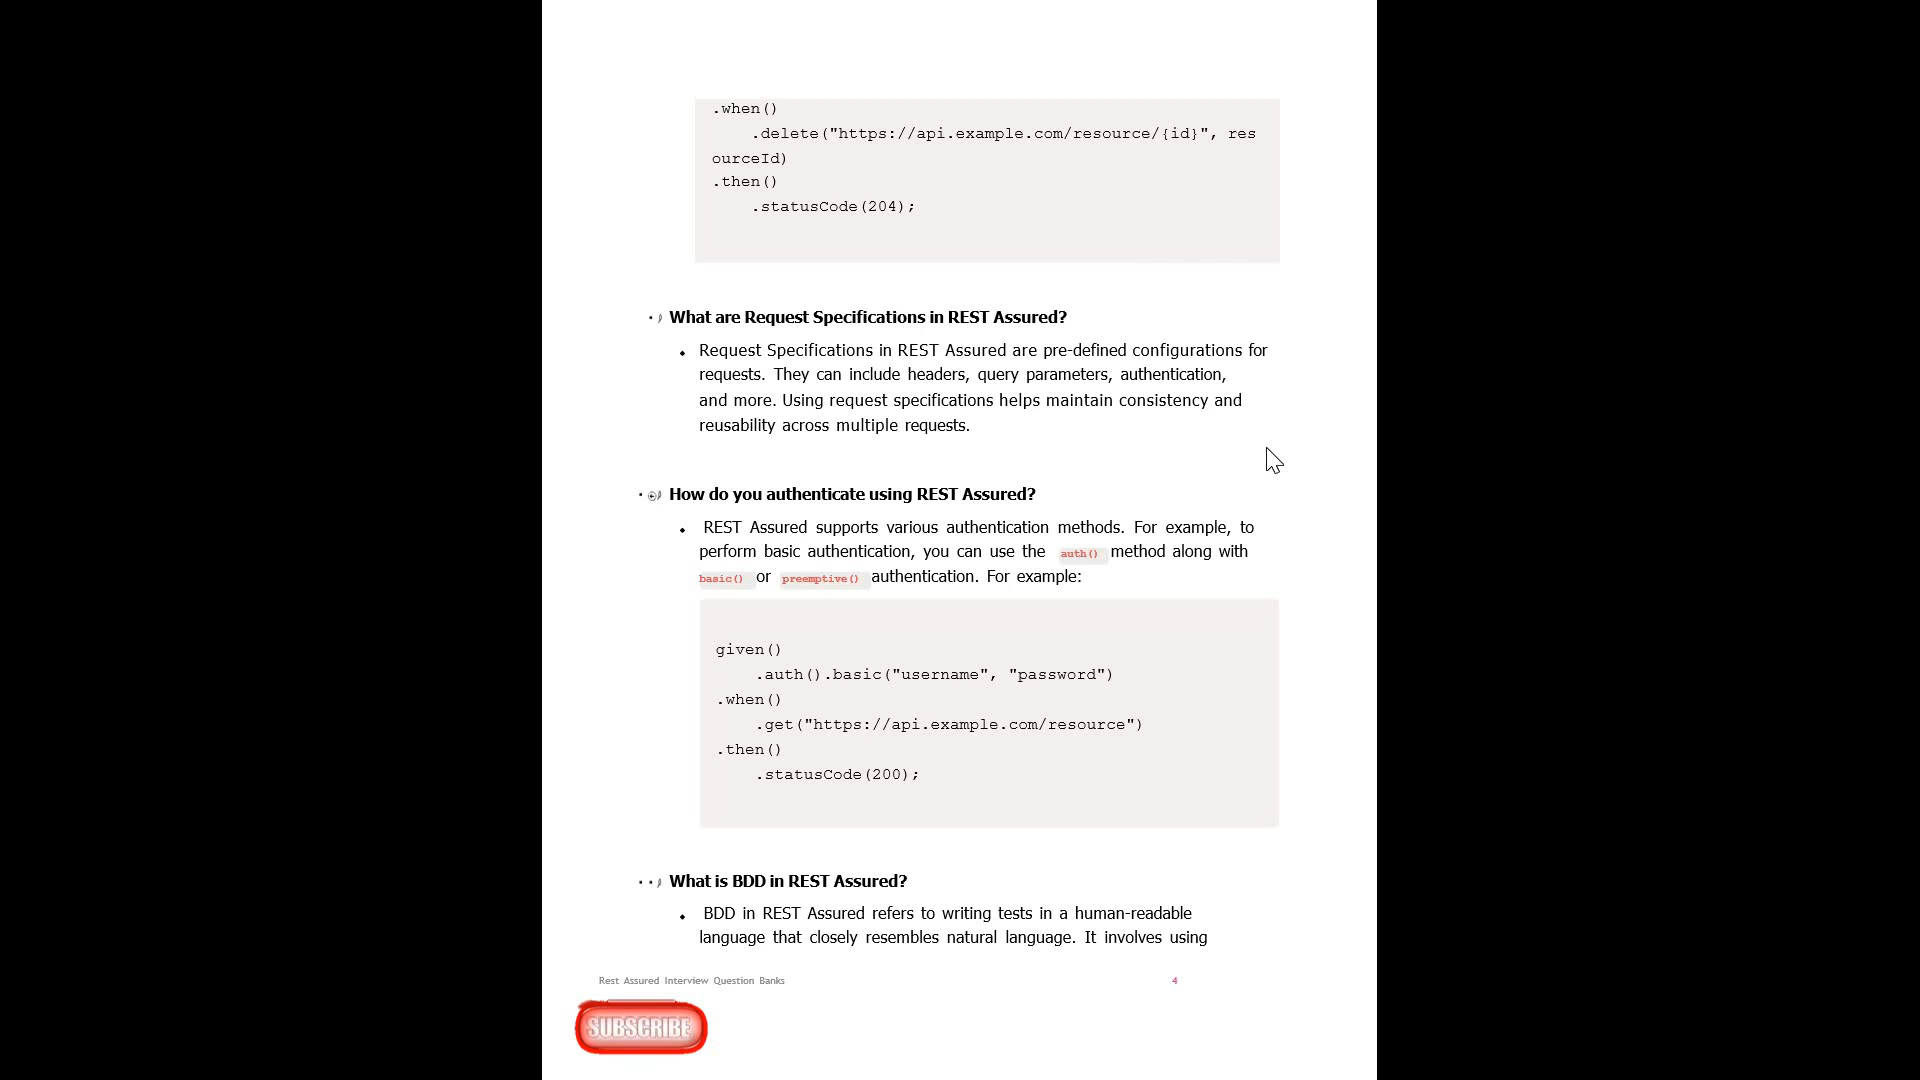 .when()
.delete("https://api.example.com/resource/{id}", res
ourceId)
.then()
.statusCode(204);
What are Request Specifications in REST Assured?
Request Specifications in REST Assured are pre-defined configurations for
requests. They can include headers, query parameters, authentication,
and more. Using request specifications helps maintain consistency and
reusability across multiple requests.
How do you authenticate using REST Assured?
REST Assured supports various authentication methods. For example, to
perform basic authentication, you can use the auth() method along with
basic() or preemptive() authentication. For example:
given()
.auth().basic("username", "password")
.when()
.get("https://api.example.com/resource")
.then()
.statusCode(200);
What is BDD in REST Assured?
BDD in REST Assured refers to writing tests in a human-readable
language that closely resembles natural language. It involves using
Rest Assured Interview Question Banks 4
SUBSCRIBE